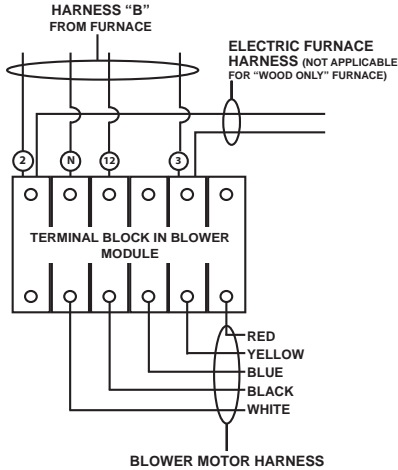 HARNESS “B”
FROM FURNACE
ELECTRIC FURNACE
HARNESS (NOT APPLICABLE
FOR “WOOD ONLY” FURNACE)
2
N
12
3
TERMINAL BLOCK IN BLOWER
MODULE
RED
YELLOW
BLUE
BLACK
WHITE
BLOWER MOTOR HARNESS